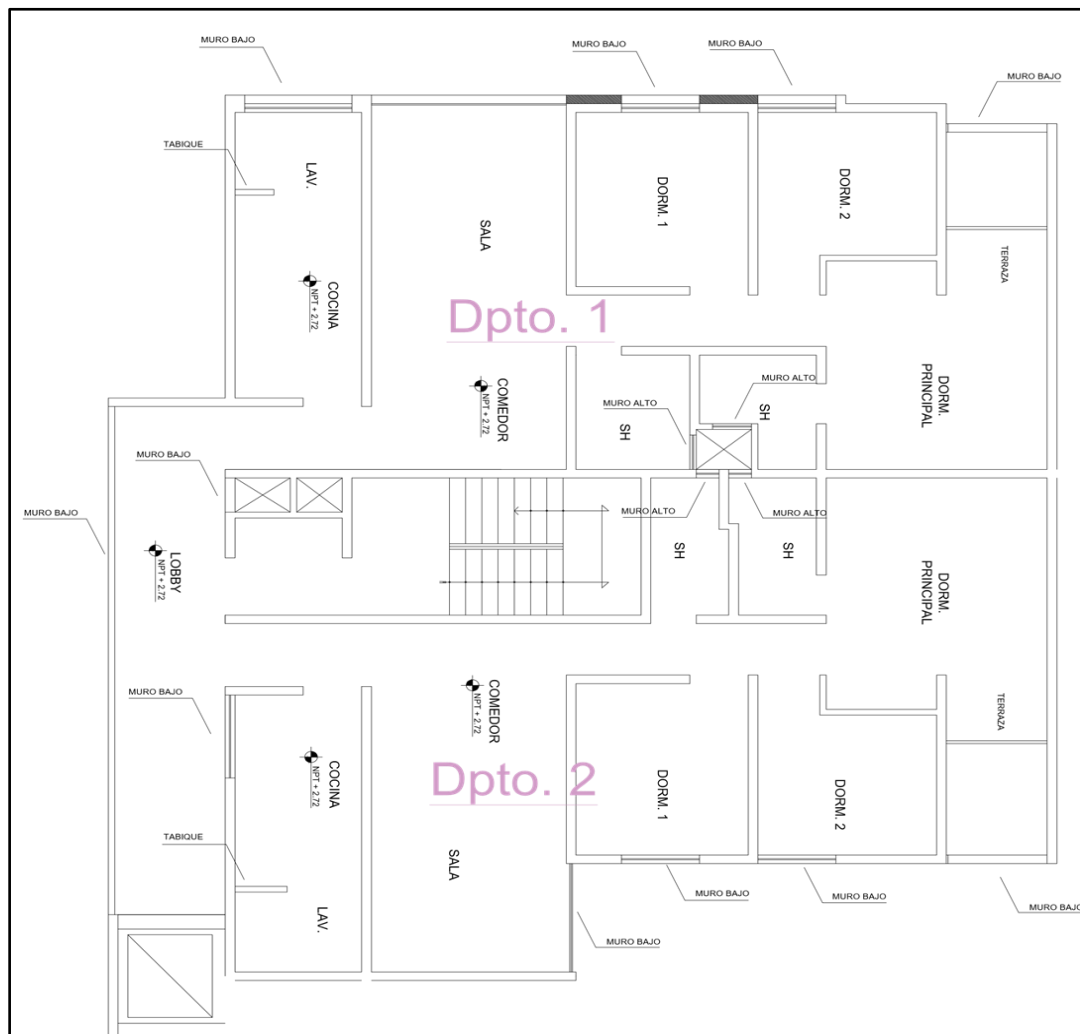 MURO BAJO
MURO BAJO
MURO BAJO
MURO BAJO
TABIQUE
LAV.
SALA
DORM. 1
DORM. 2
TERRAZA
COCINA
NPT + 2.72
Dpto. 1
COMEDOR
NPT + 2.72
DORM.
PRINCIPAL
MURO ALTO
MURO ALTO
SH
SH
MURO BAJO
MURO BAJO
MURO ALTO
MURO ALTO
LOBBY
NPT + 2.72
SH
SH
DORM.
PRINCIPAL
MURO BAJO
COMEDOR
NPT + 2.72
TERRAZA
COCINA
NPT + 2.72
Dpto. 2
DORM. 1
DORM. 2
TABIQUE
SALA
LAV.
MURO BAJO
MURO BAJO
MURO BAJO
MURO BAJO